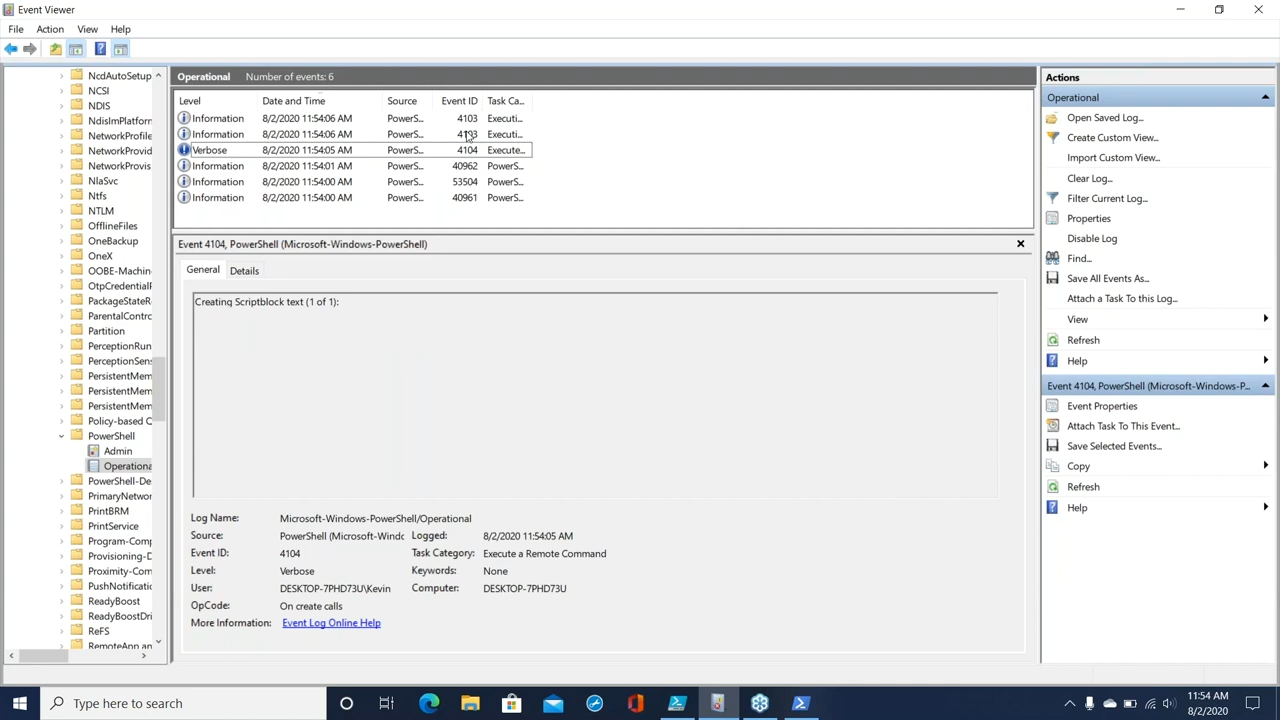 Event Viewer
File Action View Help
NcdAutoSetup
NCSI
NDIS
NdisImPlatform
NetworkProfile
NetworkProvid
NetworkProvis
NlaSvc
Ntfs
NTLM
OfflineFiles
OneBackup
OneX
OOBE-Machin
OtpCredentialP
PackageStateR
ParentalContro
Partition
PerceptionRun
PerceptionSens
PersistentMem
PersistentMem
PersistentMem
Policy-based Q
PowerShell
Admin
Operationa
PowerShell-De
PrimaryNetwor
PrintBRM
PrintService
Program-Comp
Provisioning-D
Proximity-Com
PushNotificatio
ReadyBoost
ReadyBoostDri
ReFS
RemoteApp an
Operational Number of events: 6
Level Date and Time Source Event ID Task Ca...
Information 8/2/2020 11:54:06 AM PowerS... 4103 Executi...
Information 8/2/2020 11:54:06 AM PowerS... 4103 Executi...
Verbose 8/2/2020 11:54:05 AM PowerS... 4104 Execute...
Information 8/2/2020 11:54:01 AM PowerS... 40962 PowerS...
Information 8/2/2020 11:54:00 AM PowerS... 53504 PowerS...
Information 8/2/2020 11:54:00 AM PowerS... 40961 PowerS...
Event 4104, PowerShell (Microsoft-Windows-PowerShell)
General Details
Creating Scriptblock text (1 of 1):
Log Name: Microsoft-Windows-PowerShell/Operational
Source: PowerShell (Microsoft-Windo Logged: 8/2/2020 11:54:05 AM
Event ID: 4104 Task Category: Execute a Remote Command
Level: Verbose Keywords: None
User: DESKTOP-7PHD73U\Kevin Computer: DESKTOP-7PHD73U
OpCode: On create calls
More Information: Event Log Online Help
Actions
Operational
Open Saved Log...
Create Custom View...
Import Custom View...
Clear Log...
Filter Current Log...
Properties
Disable Log
Find...
Save All Events As...
Attach a Task To this Log...
View
Refresh
Help
Event 4104, PowerShell (Microsoft-Windows-P...
Event Properties
Attach Task To This Event...
Save Selected Events...
Copy
Refresh
Help
Type here to search
11:54 AM
8/2/2020